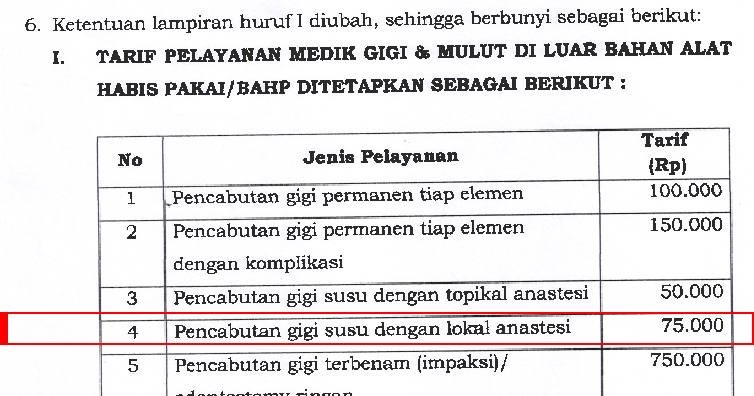 6. Ketentuan lampiran huruf I diubah, sehingga berbunyi sebagai berikut:
I. TARIF PELAYANAN MEDIK GIGI & MULUT DI LUAR BAHAN ALAT
HABIS PAKAI/BAHP DITETAPKAN SEBAGAI BERIKUT :
No Jenis Pelayanan Tarif (Rp)
1 Pencabutan gigi permanen tiap elemen 100.000
2 Pencabutan gigi permanen tiap elemen 150.000
dengan komplikasi
3 Pencabutan gigi susu dengan topikal anastesi 50.000
4 Pencabutan gigi susu dengan lokal anastesi 75.000
5 Pencabutan gigi terbenam (impaksi)/ 750.000